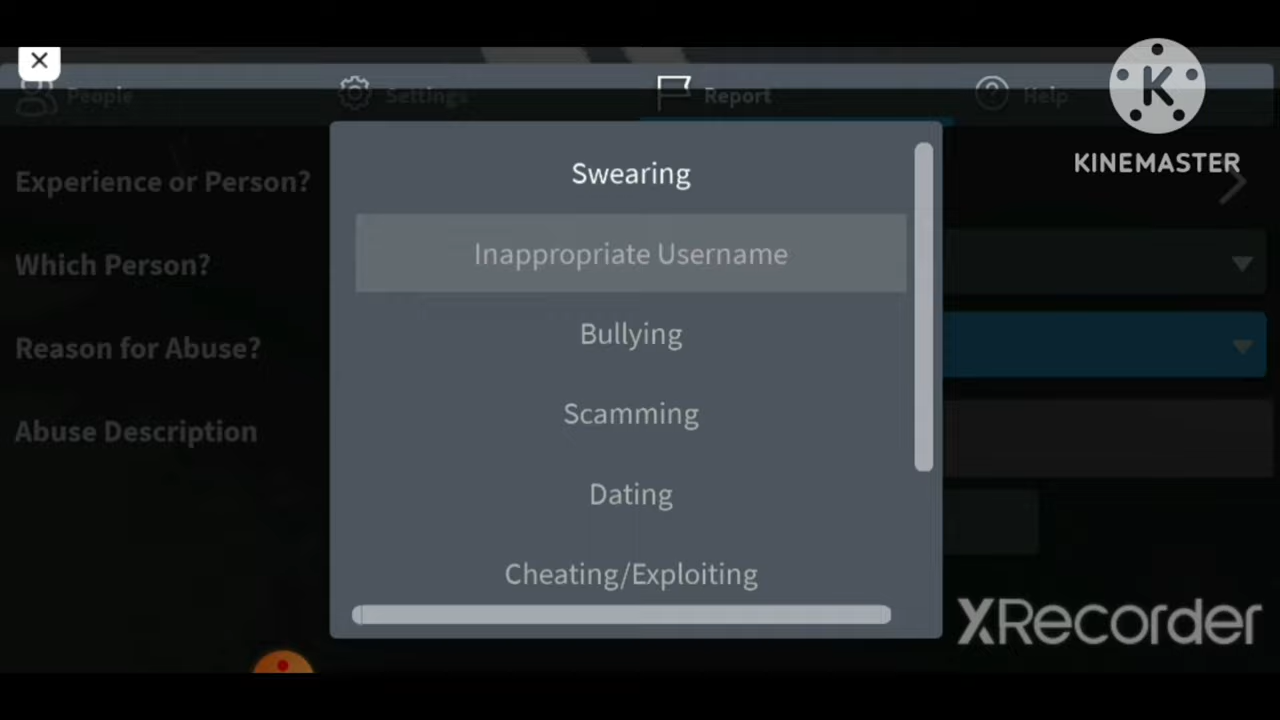 People Settings Report Help
K
KINEMASTER
Experience or Person?
Which Person?
Reason for Abuse?
Abuse Description
Swearing
Inappropriate Username
Bullying
Scamming
Dating
Cheating/Exploiting
XRecorder